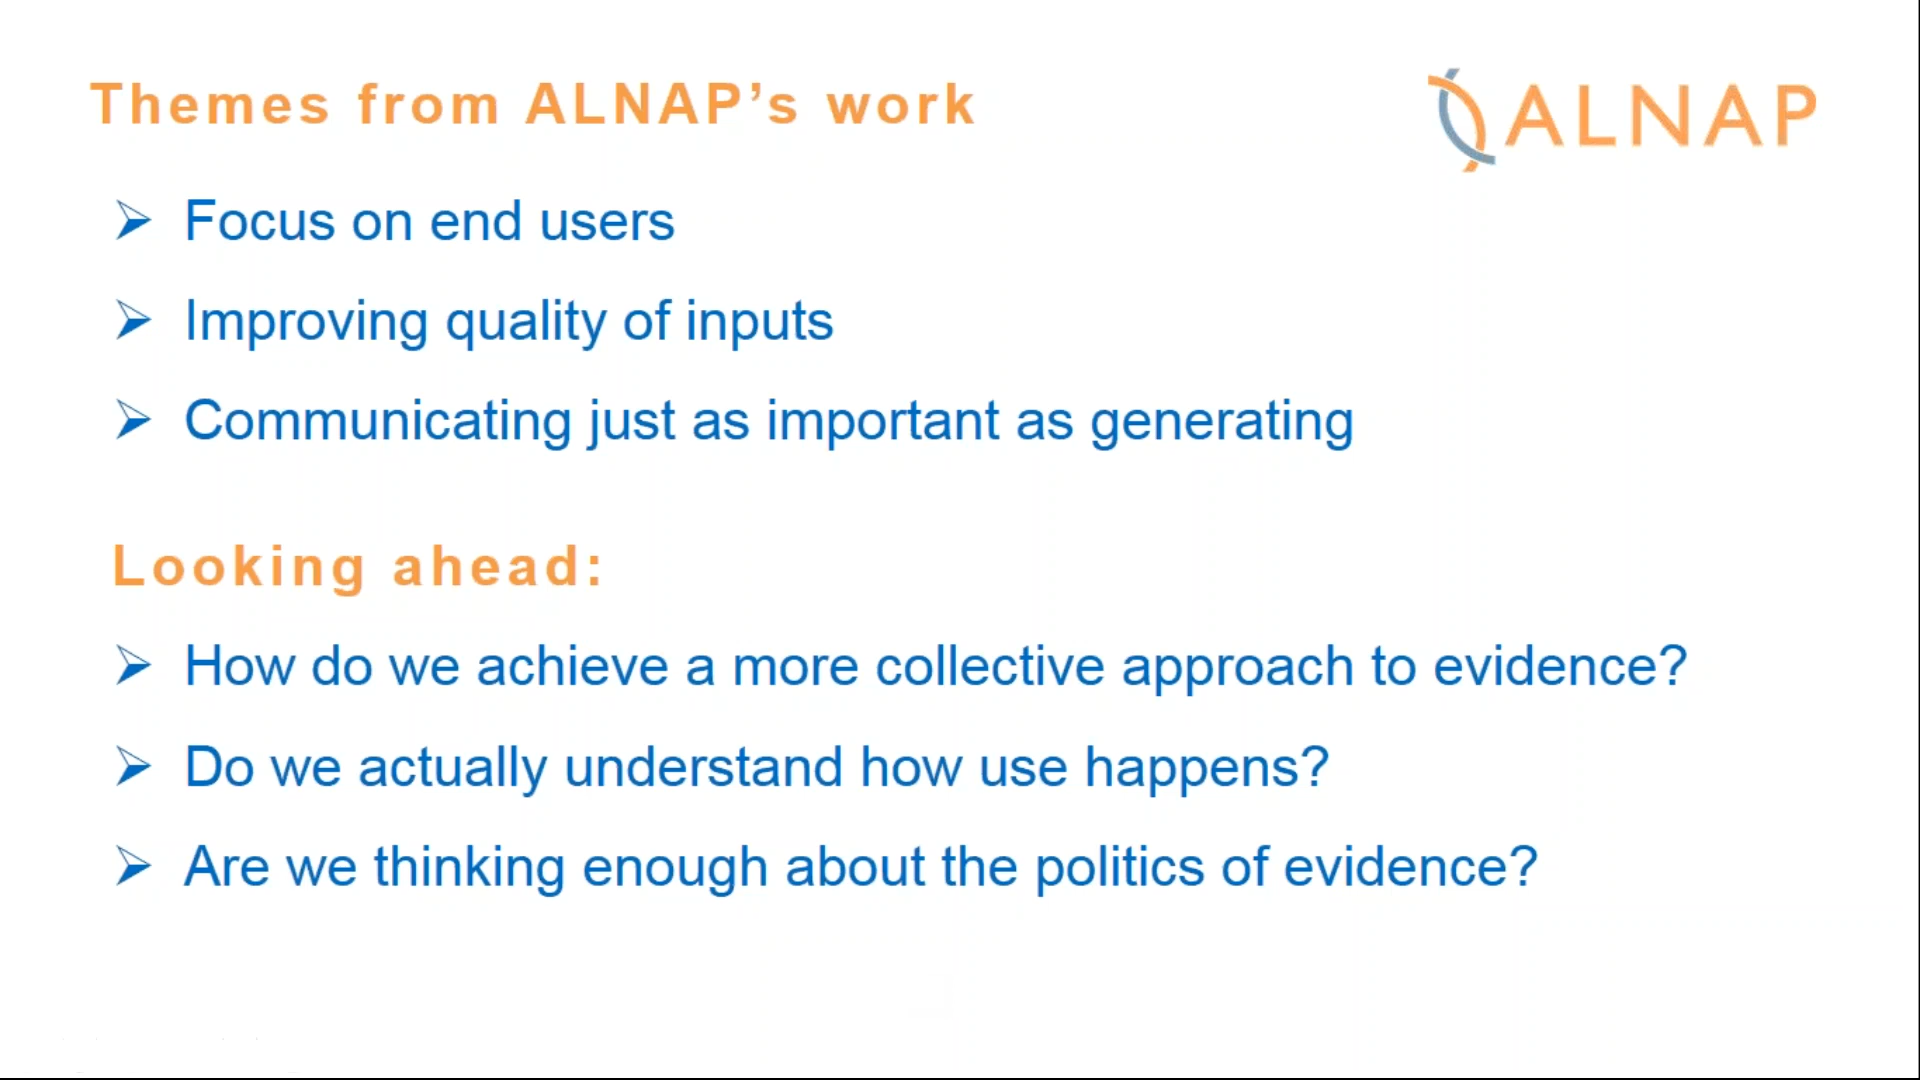 Themes from ALNAP’s work
ALNAP
Focus on end users
Improving quality of inputs
Communicating just as important as generating
Looking ahead:
How do we achieve a more collective approach to evidence?
Do we actually understand how use happens?
Are we thinking enough about the politics of evidence?